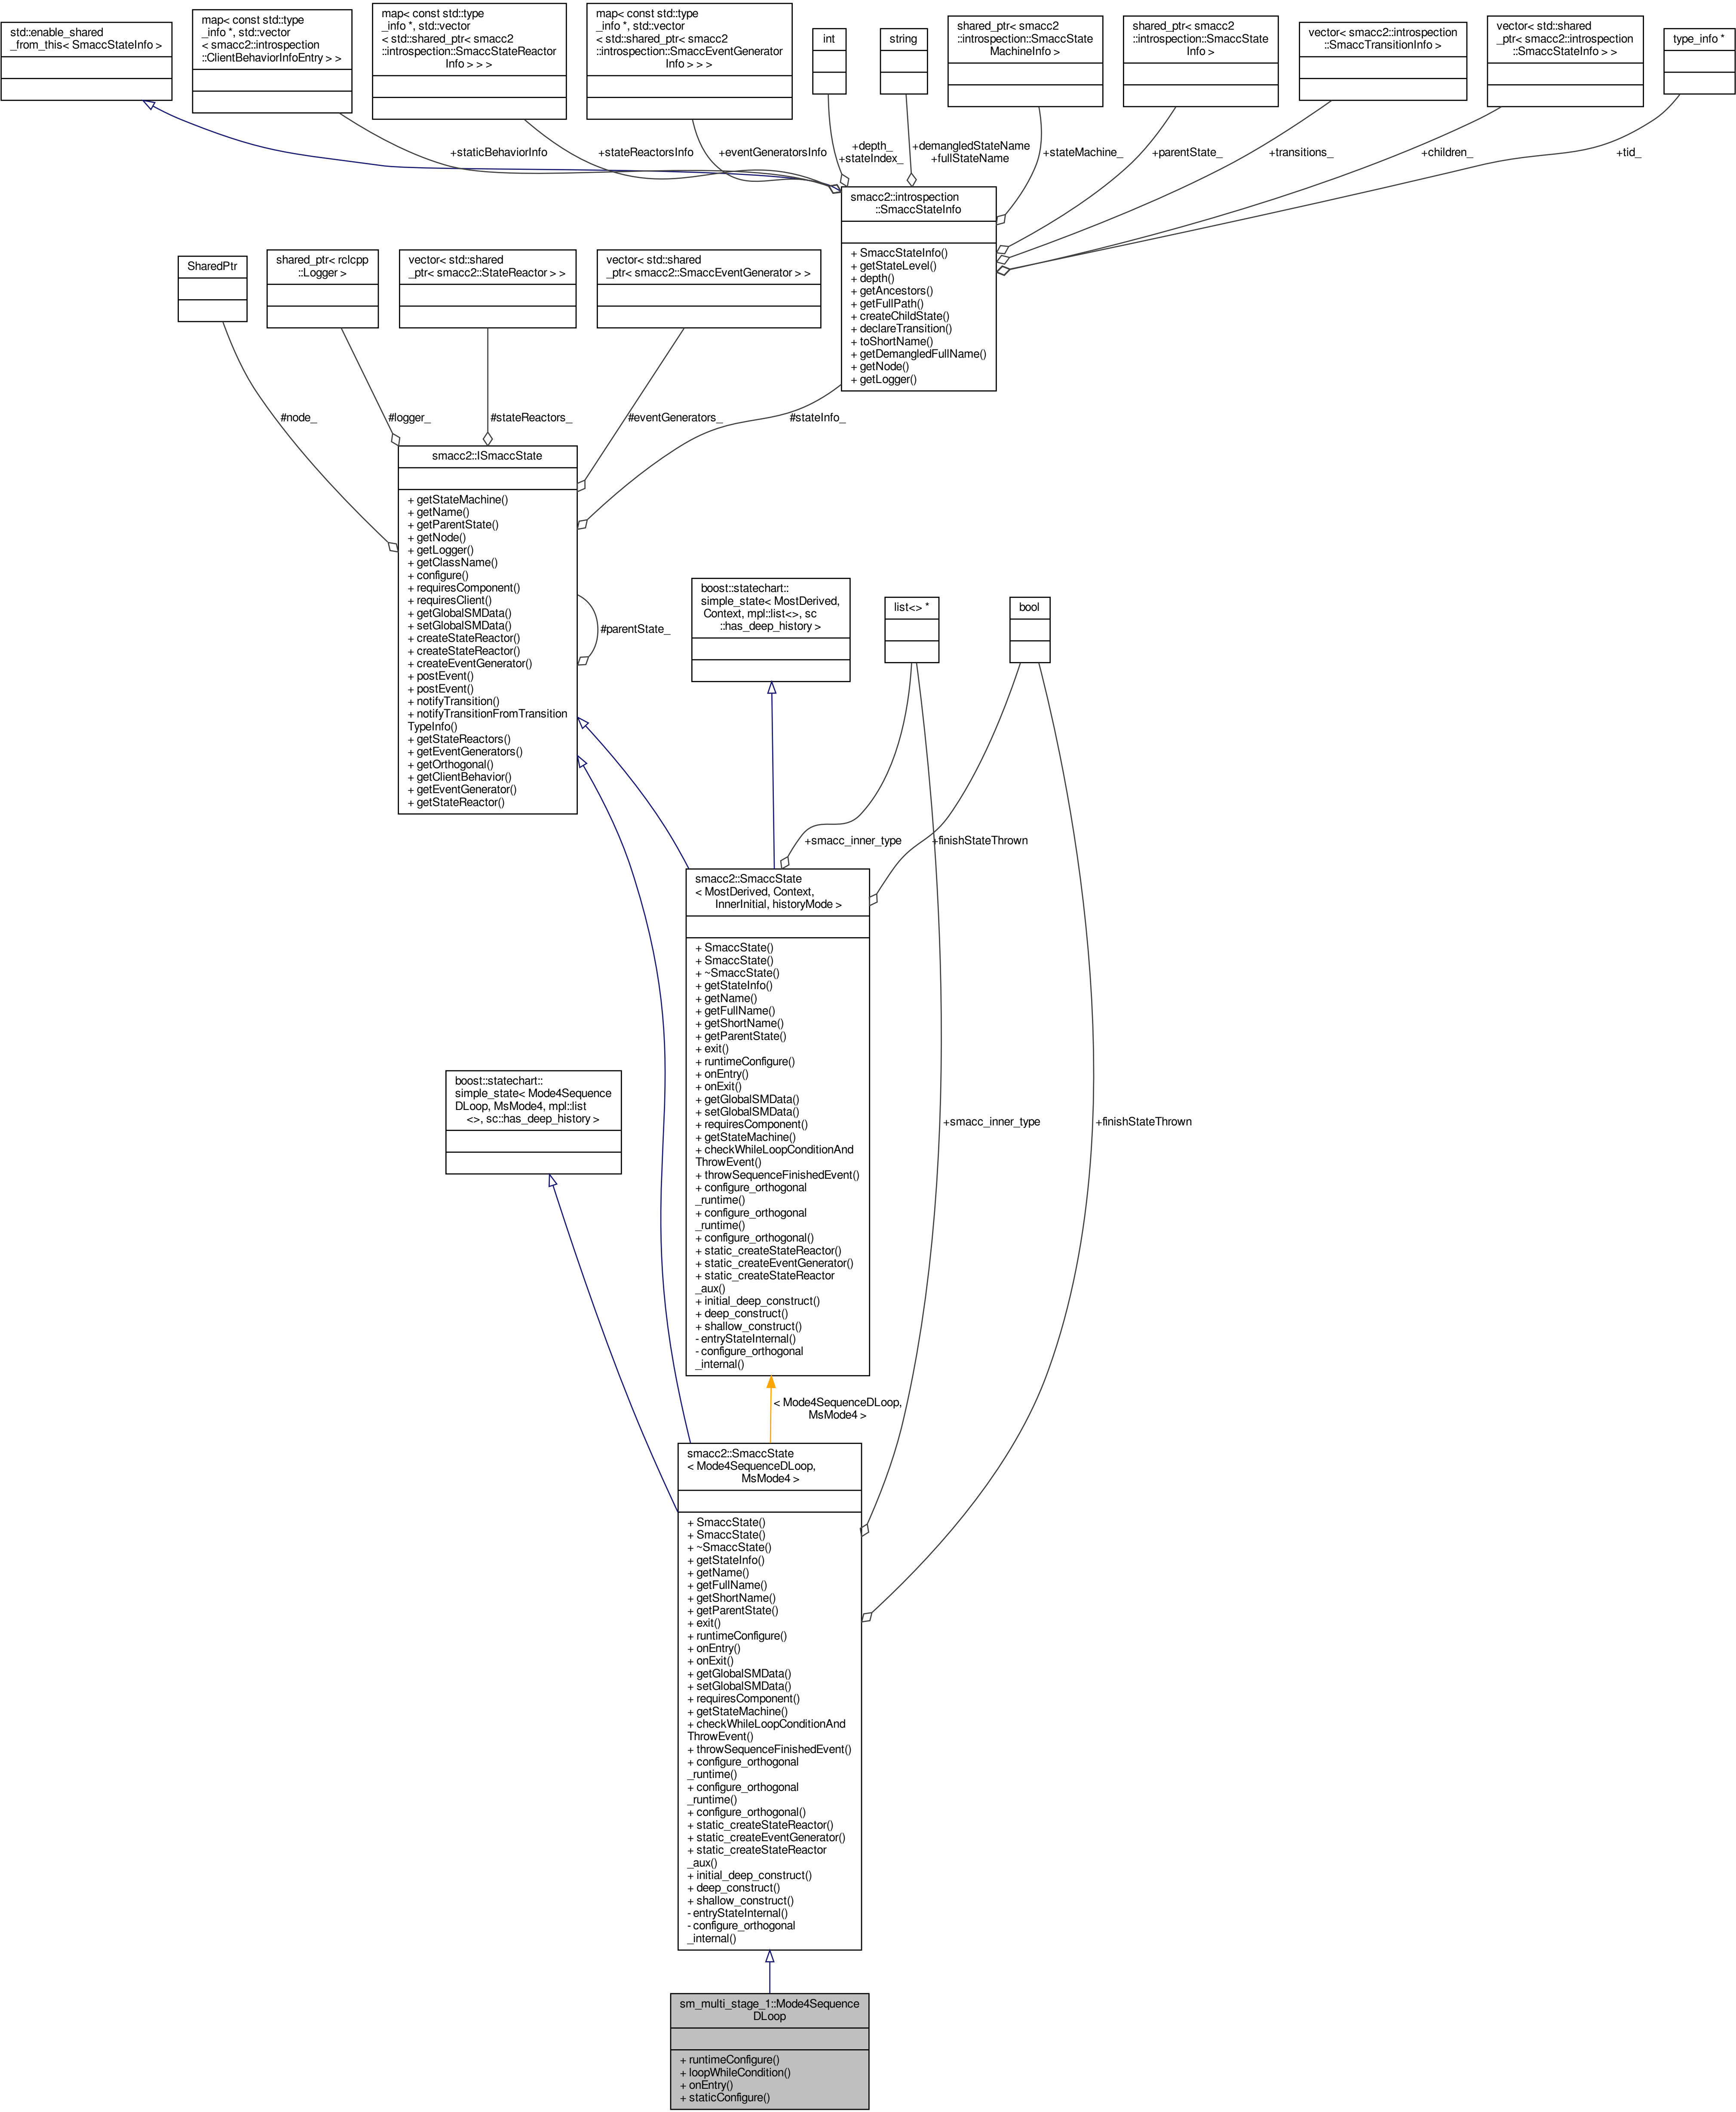 std::enable_shared
_from_this< SmaccStateInfo >
map< const std::type
_info *, std::vector
< smacc2::introspection
::ClientBehaviorInfoEntry > >
map< const std::type
_info *, std::vector
< std::shared_ptr< smacc2
::introspection::SmaccStateReactor
Info > > >
map< const std::type
_info *, std::vector
< std::shared_ptr< smacc2
::introspection::SmaccEventGenerator
Info > > >
int
string
shared_ptr< smacc2
::introspection::SmaccState
MachineInfo >
shared_ptr< smacc2
::introspection::SmaccState
Info >
vector< smacc2::introspection
::SmaccTransitionInfo >
vector< std::shared
_ptr< smacc2::introspection
::SmaccStateInfo > >
type_info *
+staticBehaviorInfo
+stateReactorsInfo
+eventGeneratorsInfo
+depth_
+stateIndex_
+demangledStateName
+fullStateName
+stateMachine_
+parentState_
+transitions_
+children_
+tid_
smacc2::introspection
::SmaccStateInfo
+ SmaccStateInfo()
+ getStateLevel()
+ depth()
+ getAncestors()
+ getFullPath()
+ createChildState()
+ declareTransition()
+ toShortName()
+ getDemangledFullName()
+ getNode()
+ getLogger()
SharedPtr
shared_ptr< rclcpp
::Logger >
vector< std::shared
_ptr< smacc2::StateReactor > >
vector< std::shared
_ptr< smacc2::SmaccEventGenerator > >
#node_
#logger_
#stateReactors_
#eventGenerators_
#stateInfo_
smacc2::ISmaccState
+ getStateMachine()
+ getName()
+ getParentState()
+ getNode()
+ getLogger()
+ getClassName()
+ configure()
+ requiresComponent()
+ requiresClient()
+ getGlobalSMData()
+ setGlobalSMData()
+ createStateReactor()
+ createStateReactor()
+ createEventGenerator()
+ postEvent()
+ postEvent()
+ notifyTransition()
+ notifyTransitionFromTransition
TypeInfo()
+ getStateReactors()
+ getEventGenerators()
+ getOrthogonal()
+ getClientBehavior()
+ getEventGenerator()
+ getStateReactor()
#parentState_
boost::statechart::
simple_state< MostDerived,
Context, mpl::list<>, sc
::has_deep_history >
list<> *
bool
+smacc_inner_type
+finishStateThrown
smacc2::SmaccState
< MostDerived, Context,
InnerInitial, historyMode >
+ SmaccState()
+ SmaccState()
+ ~SmaccState()
+ getStateInfo()
+ getName()
+ getFullName()
+ getShortName()
+ getParentState()
+ exit()
+ runtimeConfigure()
+ onEntry()
+ onExit()
+ getGlobalSMData()
+ setGlobalSMData()
+ requiresComponent()
+ getStateMachine()
+ checkWhileLoopConditionAnd
ThrowEvent()
+ throwSequenceFinishedEvent()
+ configure_orthogonal
_runtime()
+ configure_orthogonal
_runtime()
+ configure_orthogonal()
+ static_createStateReactor()
+ static_createEventGenerator()
+ static_createStateReactor
_aux()
+ initial_deep_construct()
+ deep_construct()
+ shallow_construct()
- entryStateInternal()
- configure_orthogonal
_internal()
boost::statechart::
simple_state< Mode4Sequence
DLoop, MsMode4, mpl::list
<>, sc::has_deep_history >
+smacc_inner_type
+finishStateThrown
< Mode4SequenceDLoop,
MsMode4 >
smacc2::SmaccState
< Mode4SequenceDLoop,
MsMode4 >
+ SmaccState()
+ SmaccState()
+ ~SmaccState()
+ getStateInfo()
+ getName()
+ getFullName()
+ getShortName()
+ getParentState()
+ exit()
+ runtimeConfigure()
+ onEntry()
+ onExit()
+ getGlobalSMData()
+ setGlobalSMData()
+ requiresComponent()
+ getStateMachine()
+ checkWhileLoopConditionAnd
ThrowEvent()
+ throwSequenceFinishedEvent()
+ configure_orthogonal
_runtime()
+ configure_orthogonal
_runtime()
+ configure_orthogonal()
+ static_createStateReactor()
+ static_createEventGenerator()
+ static_createStateReactor
_aux()
+ initial_deep_construct()
+ deep_construct()
+ shallow_construct()
- entryStateInternal()
- configure_orthogonal
_internal()
sm_multi_stage_1::Mode4Sequence
DLoop
+ runtimeConfigure()
+ loopWhileCondition()
+ onEntry()
+ staticConfigure()